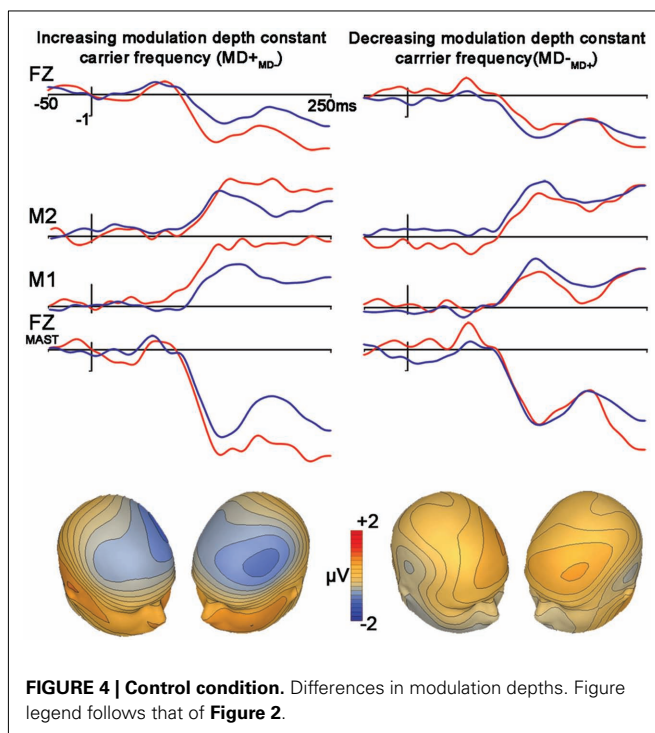 Increasing modulation depth constant
carrier frequency (MD+MD-)
Decreasing modulation depth constant
carrrier frequency(MD-MD+)
FZ
-50
-1
250ms
M2
M1
FZ
MAST
+2
µV
-2
FIGURE 4 | Control condition. Differences in modulation depths. Figure
legend follows that of Figure 2.